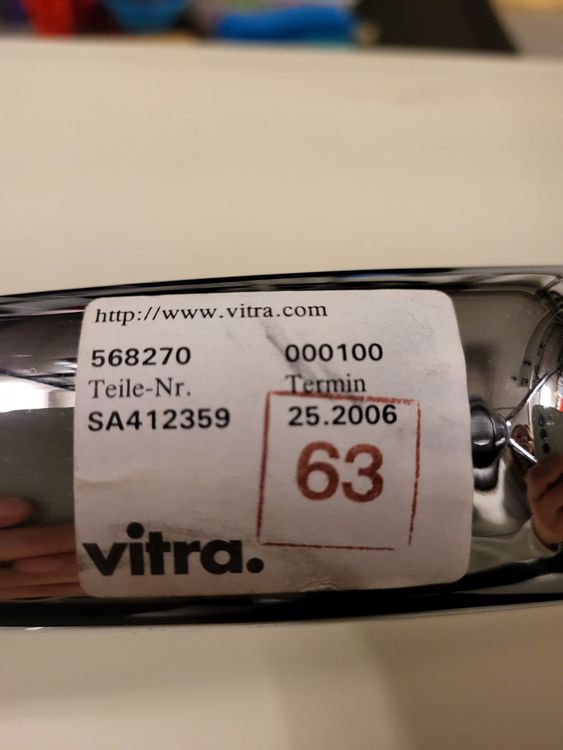 http://www.vitra.com
568270 000100
Teile-Nr. Termin
SA412359 25.2006
63
vitra.